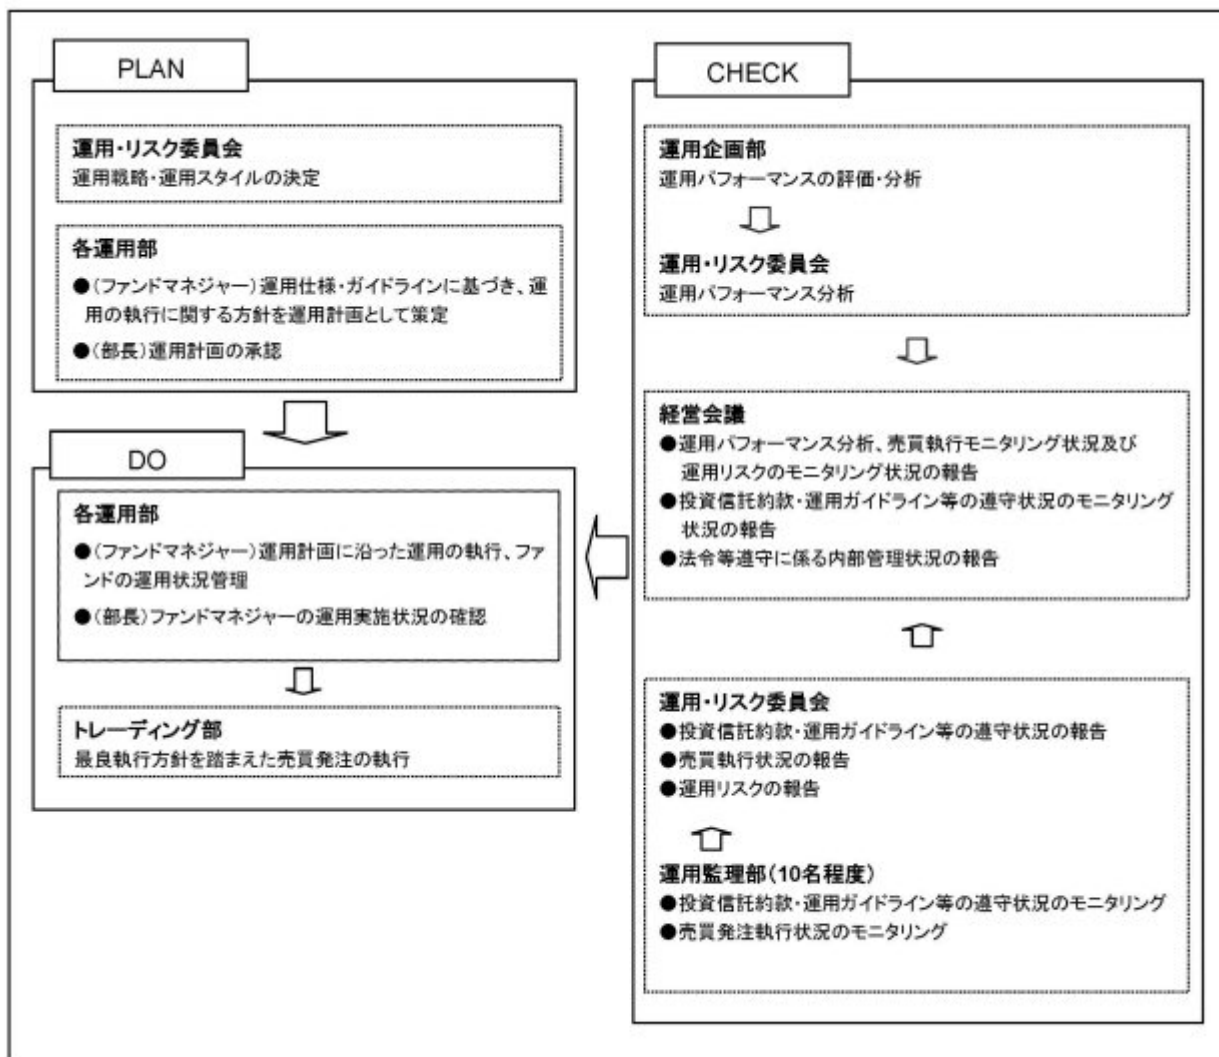 PLAN
運用・リスク委員会
運用戦略・運用スタイルの決定
各運用部
●(ファンドマネジャー)運用仕様・ガイドラインに基づき、運
用の執行に関する方針を運用計画として策定
●(部長)運用計画の承認
DO
各運用部
●(ファンドマネジャー)運用計画に沿った運用の執行、ファ
ンドの運用状況管理
●(部長)ファンドマネジャーの運用実施状況の確認
トレーディング部
最良執行方針を踏まえた売買発注の執行
CHECK
運用企画部
運用パフォーマンスの評価・分析
運用・リスク委員会
運用パフォーマンス分析
経営会議
●運用パフォーマンス分析、売買執行モニタリング状況及び
運用リスクのモニタリング状況の報告
●投資信託約款・運用ガイドライン等の遵守状況のモニタリング
状況の報告
●法令等遵守に係る内部管理状況の報告
運用・リスク委員会
●投資信託約款・運用ガイドライン等の遵守状況の報告
●売買執行状況の報告
●運用リスクの報告
運用監理部(10名程度)
●投資信託約款・運用ガイドライン等の遵守状況のモニタリング
●売買発注執行状況のモニタリング